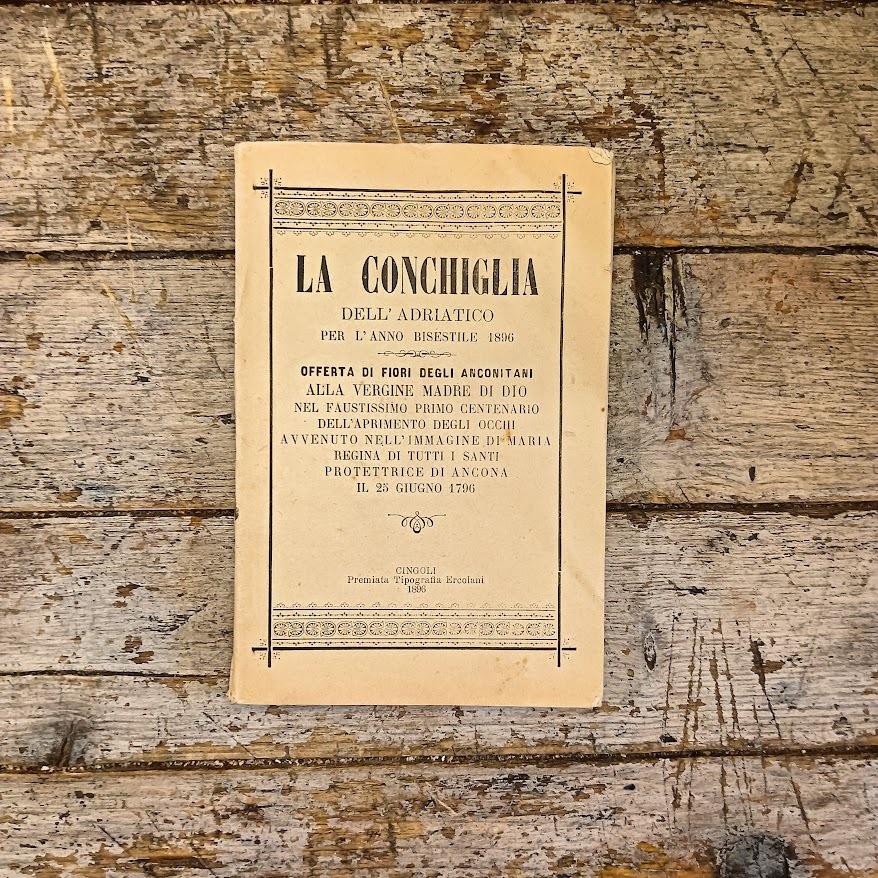 LA CONCHIGLIA
DELL'ADRIATICO
PER L'ANNO BISESTILE 1896
OFFERTA DI FIORI DEGLI ANCONITANI
ALLA VERGINE MADRE DI DIO
NEL FAUSTISSIMO PRIMO CENTENARIO
DELL'APRIMENTO DEGLI OCCHI
AVVENUTO NELL'IMMAGINE DI MARIA
REGINA DI TUTTI I SANTI
PROTETTRICE DI ANCONA
IL 25 GIUGNO 1796
CINGOLI
Premiata Tipografia Ercolani
1896